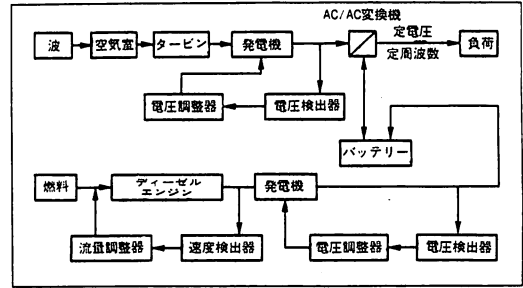 AC/AC変換機
波
空気室
タービン
発電機
定電圧
定周波数
負荷
電圧調整器
電圧検出器
バッテリー
燃料
ディーゼル
エンジン
発電機
流量調整器
速度検出器
電圧調整器
電圧検出器